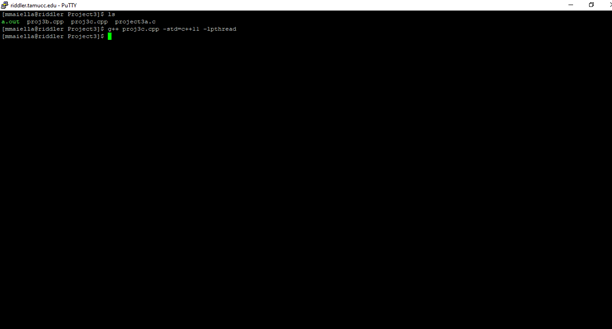 riddler.tamucc.edu - PuTTY
[mmaiella@riddler Project3]$ ls
a.out  proj3b.cpp  proj3c.cpp  project3a.c
[mmaiella@riddler Project3]$ g++ proj3c.cpp -std=c++11 -lpthread
[mmaiella@riddler Project3]$